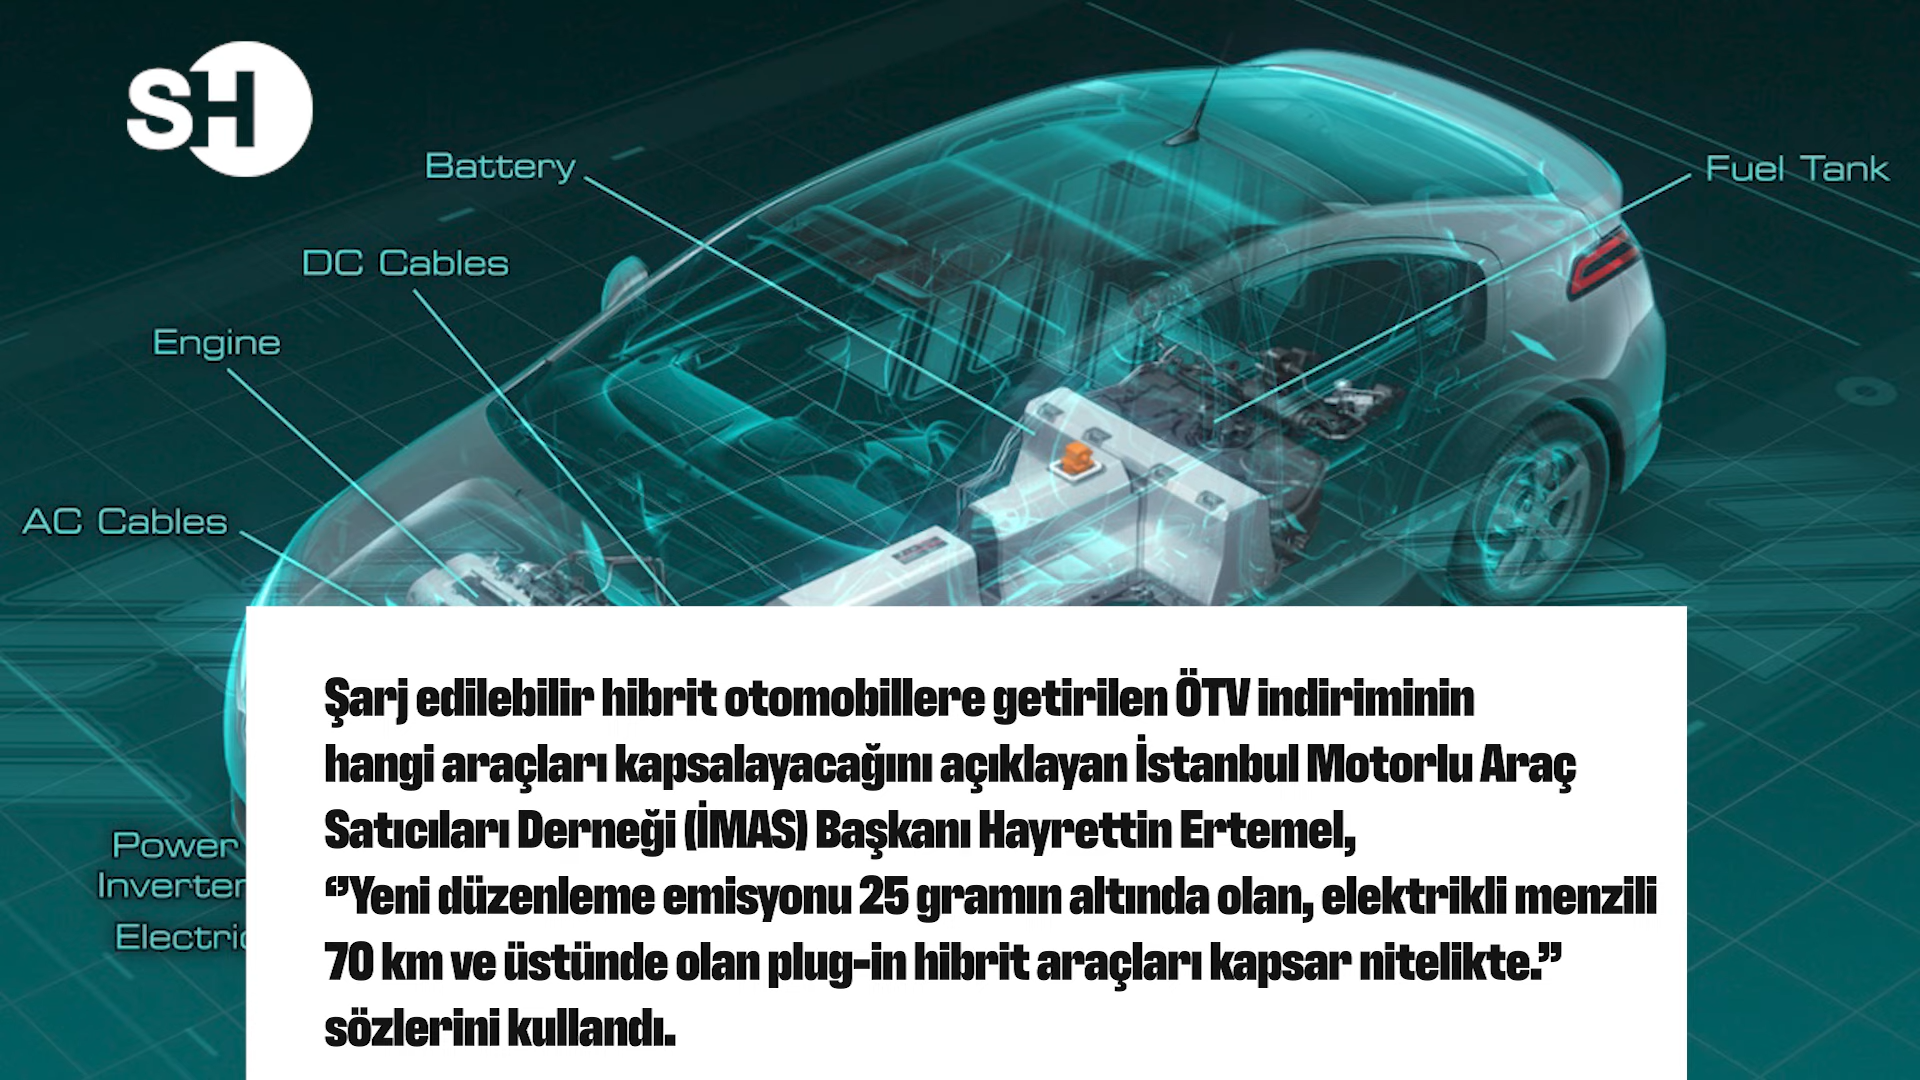 SH
Battery
Fuel Tank
DC Cables
Engine
AC Cables
Power
Inverter
Electric
Şarj edilebilir hibrit otomobillere getirilen ÖTV indiriminin
hangi araçları kapsalayacağını açıklayan İstanbul Motorlu Araç
Satıcıları Derneği (İMAS) Başkanı Hayrettin Ertemel,
“Yeni düzenleme emisyonu 25 gramın altında olan, elektrikli menzili
70 km ve üstünde olan plug-in hibrit araçları kapsar nitelikte.”
sözlerini kullandı.